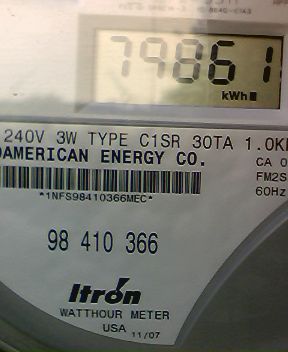 79861
kWh
240V 3W TYPE C1SR 30TA 1.0K
AMERICAN ENERGY CO.
CA 0
FM2S
60Hz
*1NFS98410366MEC*
98 410 366
Itron
WATTHOUR METER
USA 11/07